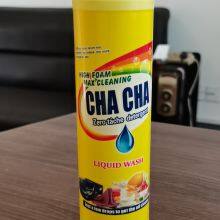 HIGH FOAM
MAX CLEANING
CHA CHA
Zero tache detergent
LIQUID WASH